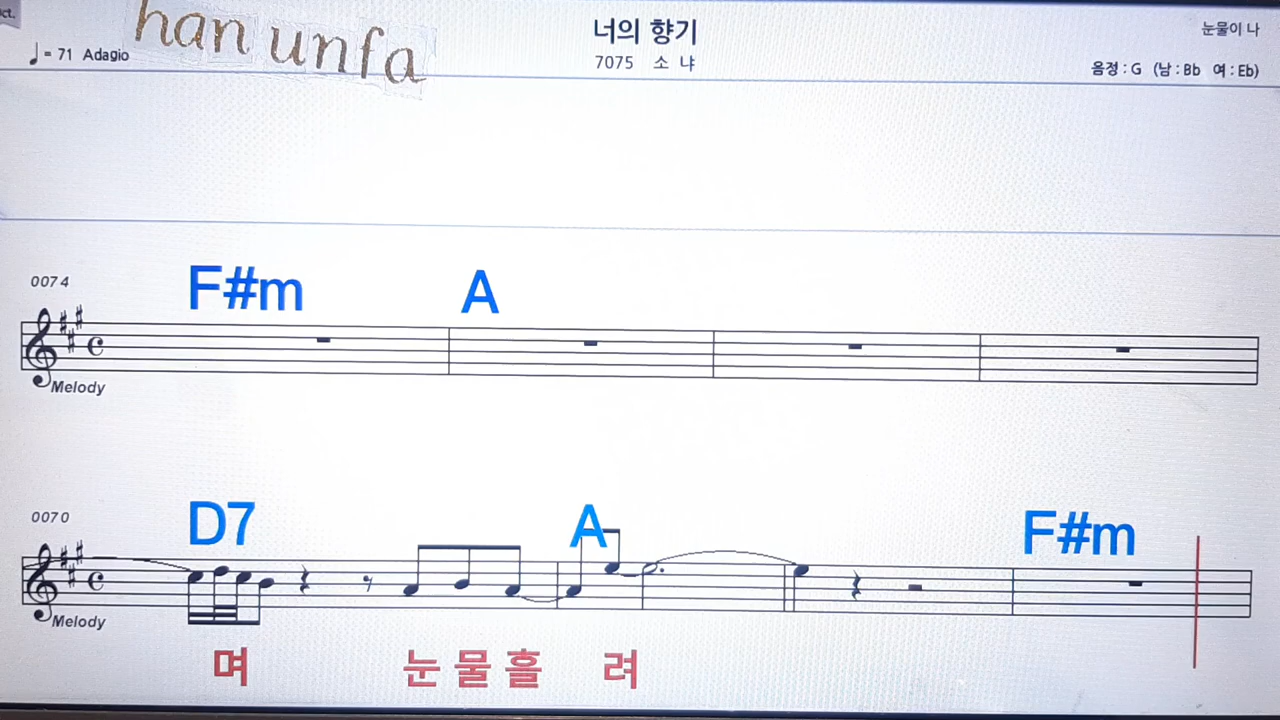 ct.
han unfa
너의 향기
눈물이 나
♩= 71 Adagio
7075 소 냐
음정 : G (남 : Bb 여 : Eb)
0074
F#m A
Melody
0070
D7 A F#m
Melody
며 눈 물 흘 려